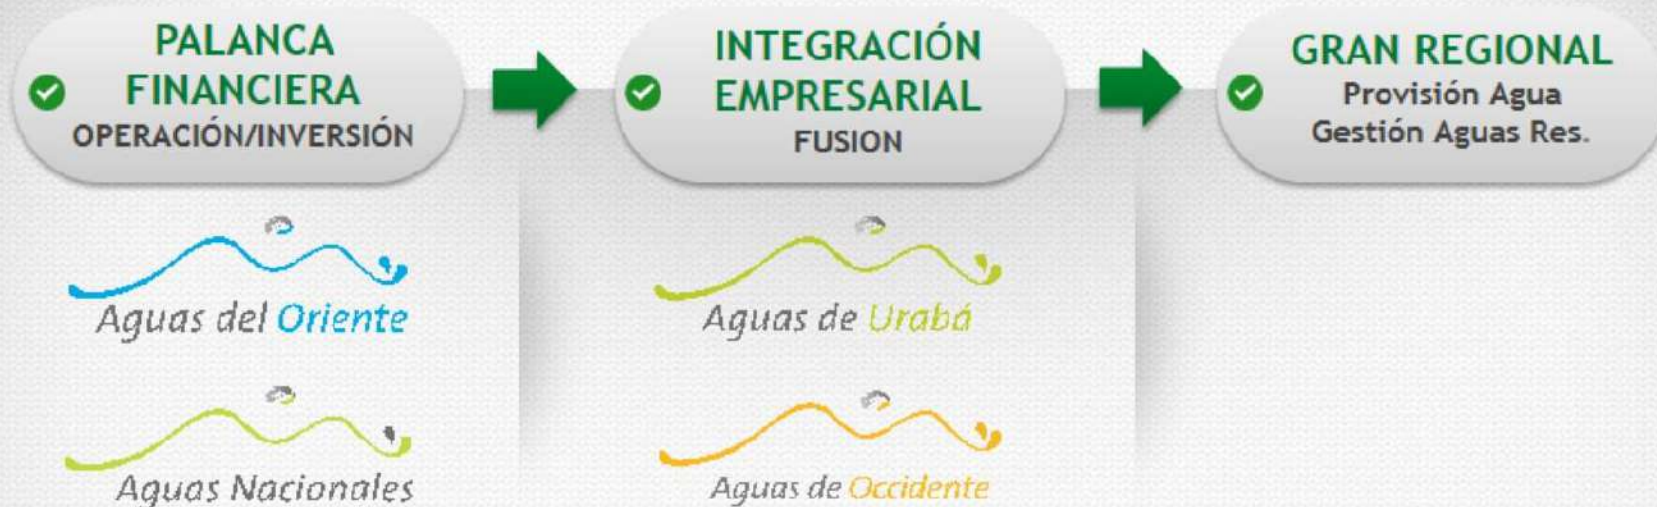 PALANCA
FINANCIERA
OPERACIÓN/INVERSIÓN
INTEGRACIÓN
EMPRESARIAL
FUSION
GRAN REGIONAL
Provisión Agua
Gestión Aguas Res.
Aguas del Oriente
Aguas de Urabá
Aguas Nacionales
Aguas de Occidente